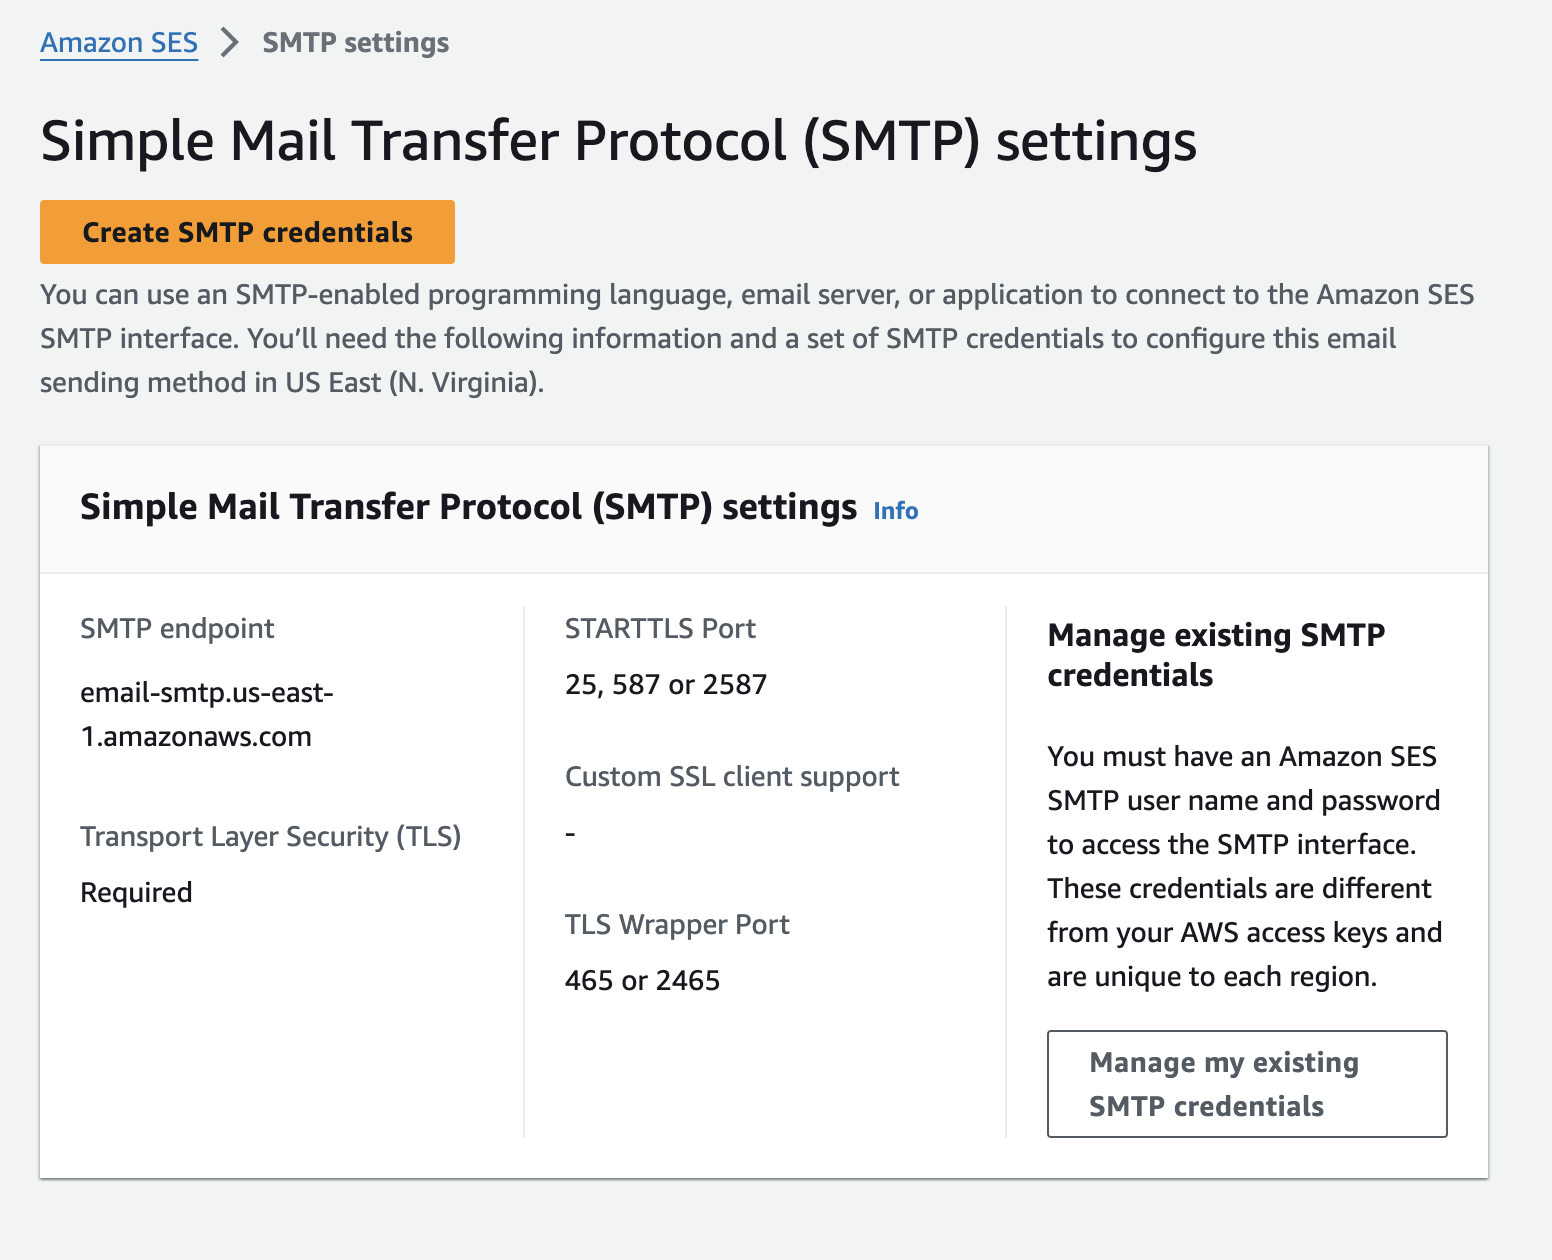 Amazon SES > SMTP settings
Simple Mail Transfer Protocol (SMTP) settings
Create SMTP credentials
You can use an SMTP-enabled programming language, email server, or application to connect to the Amazon SES
SMTP interface. You’ll need the following information and a set of SMTP credentials to configure this email
sending method in US East (N. Virginia).
Simple Mail Transfer Protocol (SMTP) settings Info
SMTP endpoint
email-smtp.us-east-
1.amazonaws.com
Transport Layer Security (TLS)
Required
STARTTLS Port
25, 587 or 2587
Custom SSL client support
-
TLS Wrapper Port
465 or 2465
Manage existing SMTP
credentials
You must have an Amazon SES
SMTP user name and password
to access the SMTP interface.
These credentials are different
from your AWS access keys and
are unique to each region.
Manage my existing
SMTP credentials